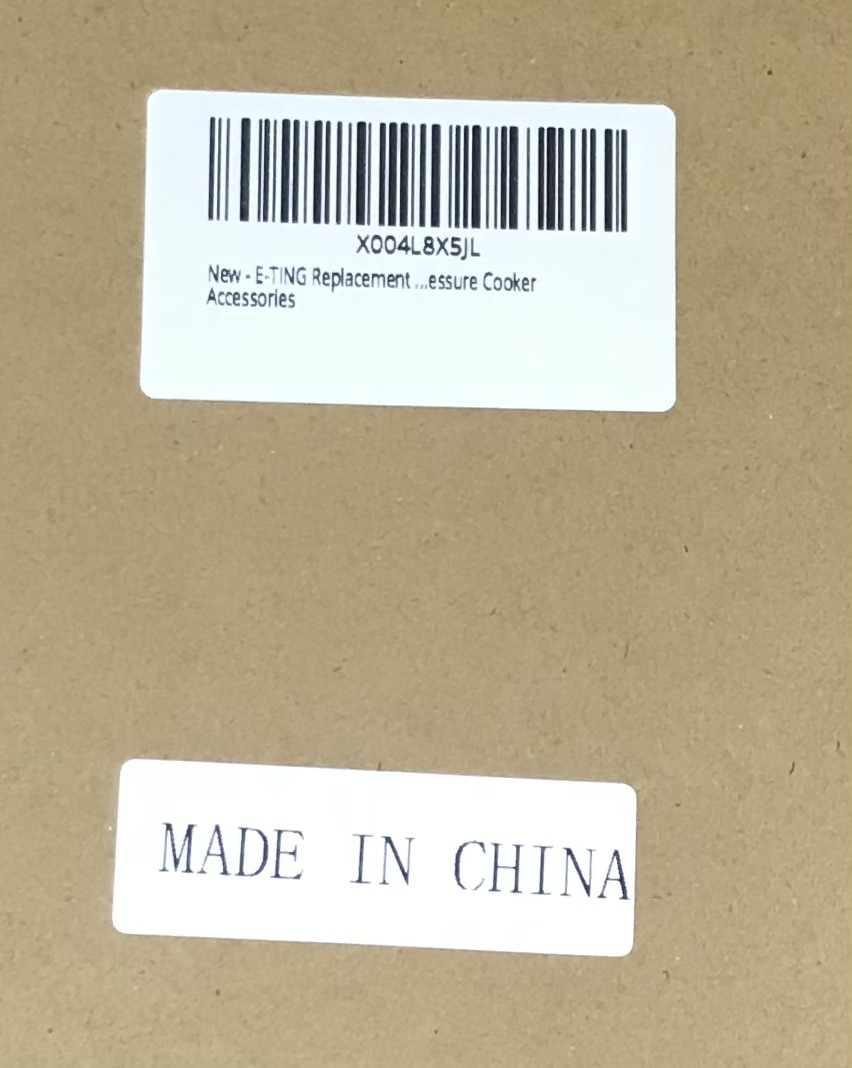 X004L8X5JL
New - E-TING Replacement ...essure Cooker
Accessories
MADE IN CHINA